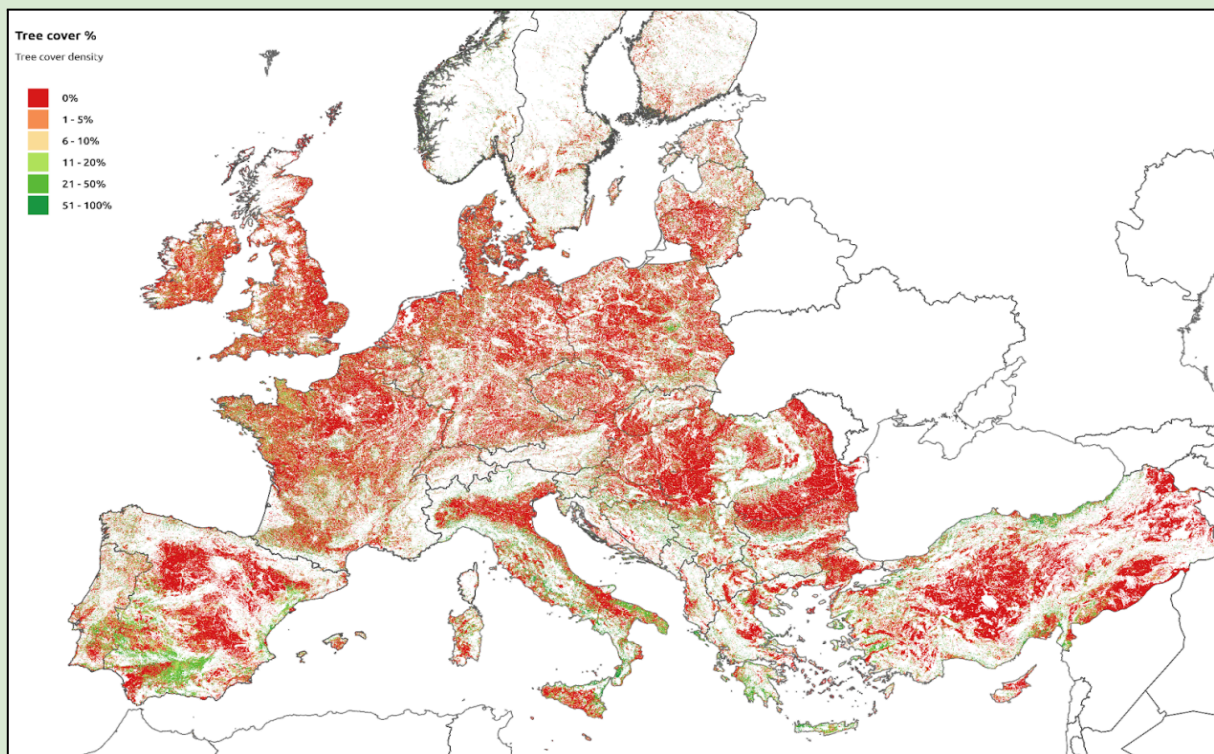 Tree cover %
Tree cover density
0%
1 - 5%
6 - 10%
11 - 20%
21 - 50%
51 - 100%